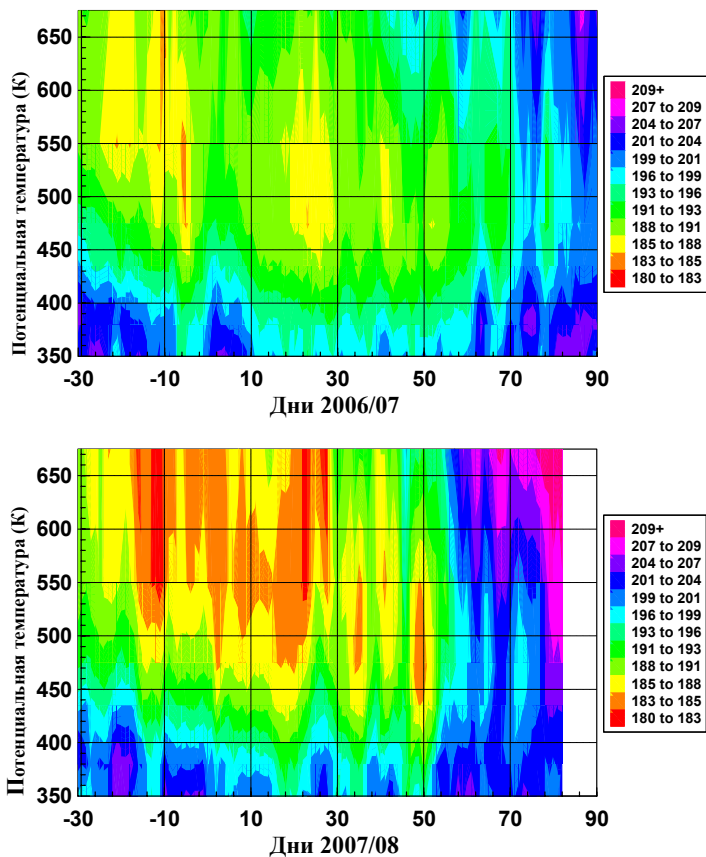 650
600
550
500
450
400
350
Потенциальная температура (К)
-30 -10 10 30 50 70 90
Дни 2006/07
209+
207 to 209
204 to 207
201 to 204
199 to 201
196 to 199
193 to 196
191 to 193
188 to 191
185 to 188
183 to 185
180 to 183
650
600
550
500
450
400
350
Потенциальная температура (К)
-30 -10 10 30 50 70 90
Дни 2007/08
209+
207 to 209
204 to 207
201 to 204
199 to 201
196 to 199
193 to 196
191 to 193
188 to 191
185 to 188
183 to 185
180 to 183